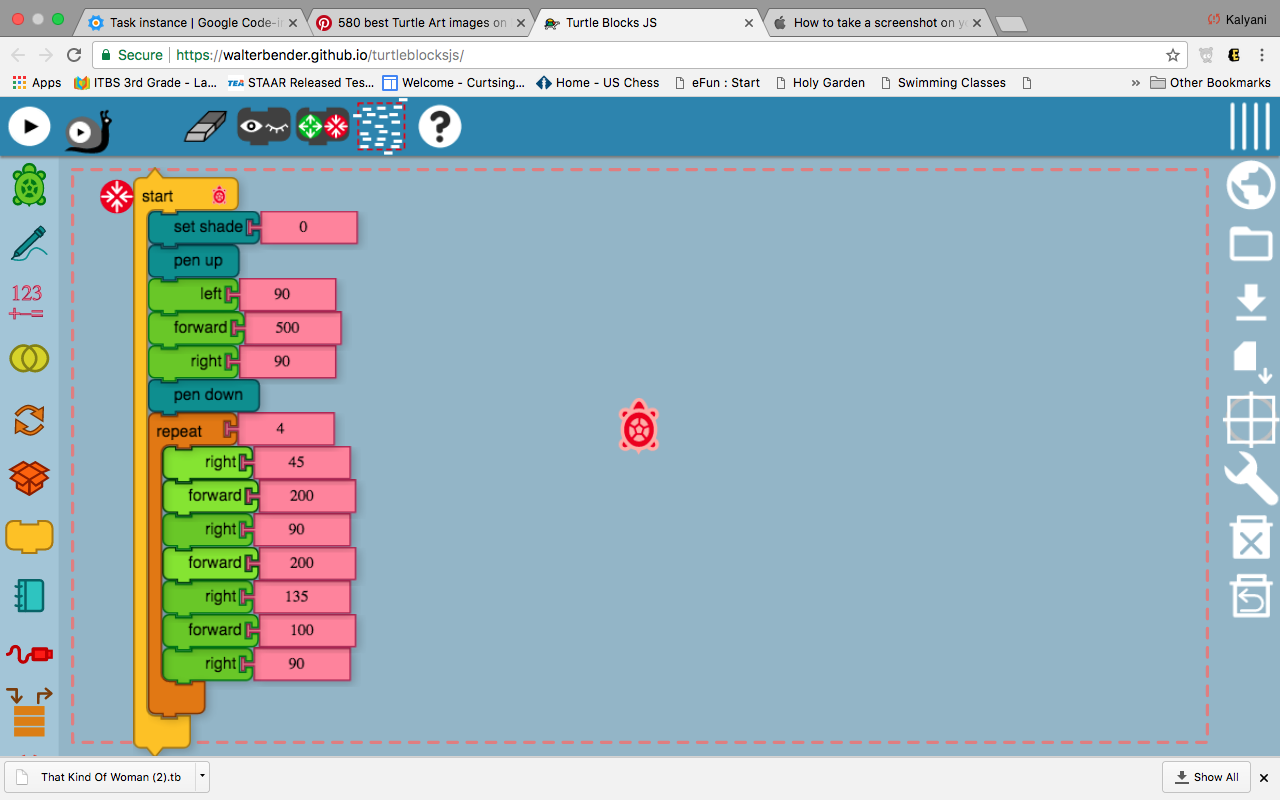 Task instance | Google Code-in
580 best Turtle Art images on
Turtle Blocks JS
How to take a screenshot on yo
Kalyani
Secure | https://walterbender.github.io/turtleblocksjs/
Apps
ITBS 3rd Grade - La...
TEA STAAR Released Tes...
Welcome - Curtsing...
Home - US Chess
eFun : Start
Holy Garden
Swimming Classes
» Other Bookmarks
?
start
set shade 0
pen up
left 90
forward 500
right 90
pen down
repeat 4
right 45
forward 200
right 90
forward 200
right 135
forward 100
right 90
123
+-=
That Kind Of Woman (2).tb
Show All